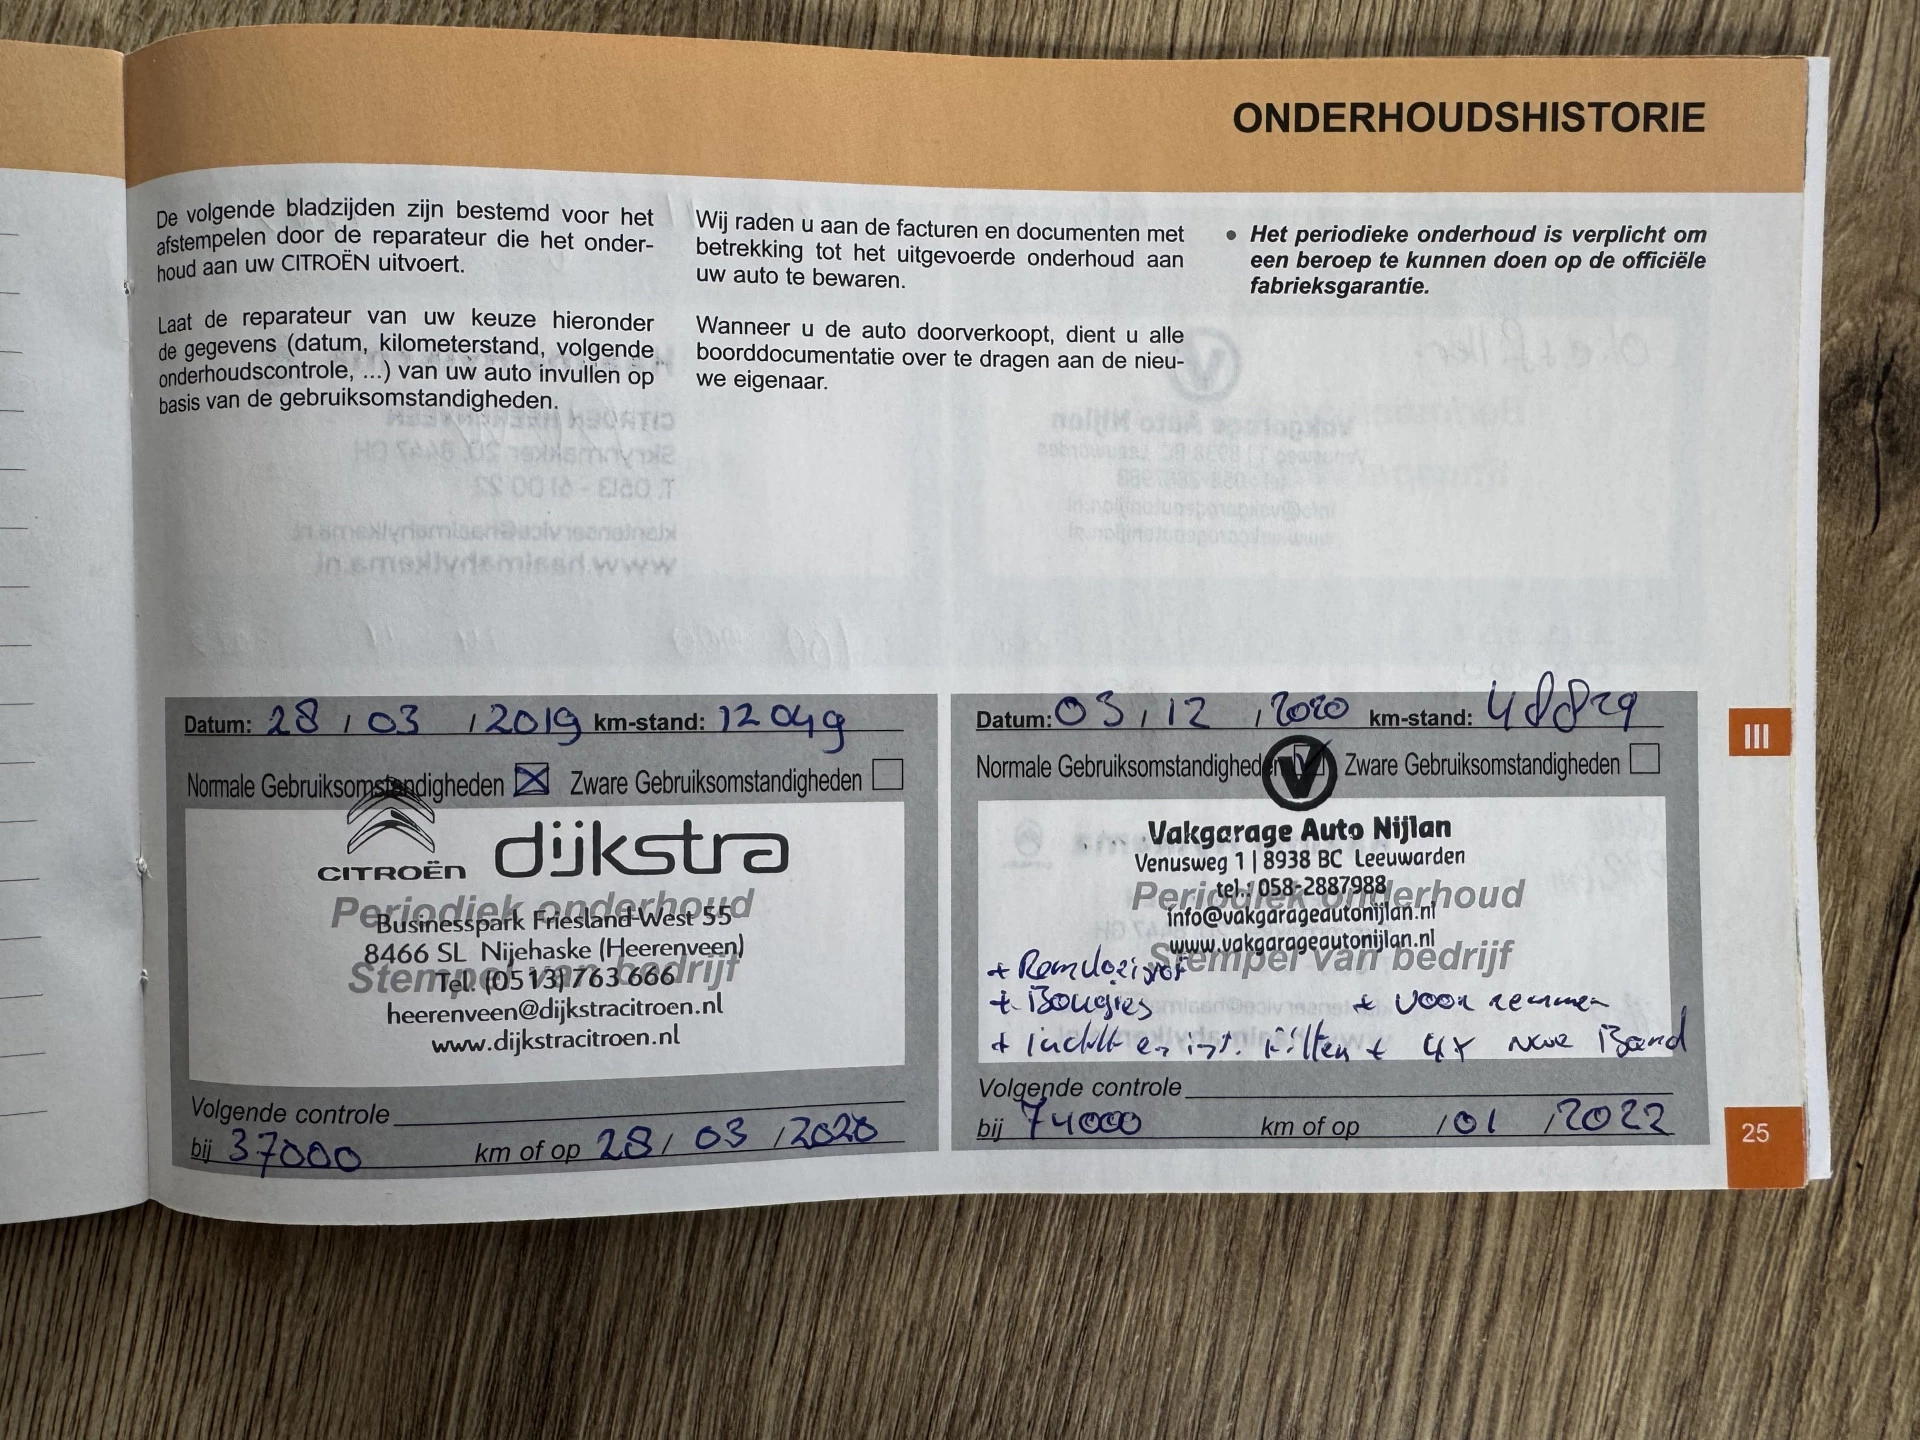 ONDERHOUDSHISTORIE
De volgende bladzijden zijn bestemd voor het
afstempelen door de reparateur die het onder-
houd aan uw CITROËN uitvoert.
Laat de reparateur van uw keuze hieronder
de gegevens (datum, kilometerstand, volgende
onderhoudscontrole, ...) van uw auto invullen op
basis van de gebruiksomstandigheden.
Wij raden u aan de facturen en documenten met
betrekking tot het uitgevoerde onderhoud aan
uw auto te bewaren.
Wanneer u de auto doorverkoopt, dient u alle
boorddocumentatie over te dragen aan de nieu-
we eigenaar.
• Het periodieke onderhoud is verplicht om
een beroep te kunnen doen op de officiële
fabrieksgarantie.
Datum: 28 / 03 / 2019 km-stand: 12049
Normale Gebruiksomstandigheden Zware Gebruiksomstandigheden
CITROËN dijkstra
Periodiek onderhoud
Businesspark Friesland-West 55
8466 SL Nijehaske (Heerenveen)
Stempel van bedrijf
Tel. (0513) 763 666
heerenveen@dijkstracitroen.nl
www.dijkstracitroen.nl
Volgende controle
bij 37000 km of op 28 / 03 / 2020
Datum: 03 / 12 / 2020 km-stand: 48829
Normale Gebruiksomstandigheden Zware Gebruiksomstandigheden
Vakgarage Auto Nijlan
Venusweg 1 | 8938 BC Leeuwarden
tel.: 058-2887988
Periodiek onderhoud
info@vakgarageautonijlan.nl
www.vakgarageautonijlan.nl
Stempel van bedrijf
+ Bougies + voor remmen
+ en int. filter + 4x Band
Volgende controle
bij 74000 km of op / 01 / 2022
III
25